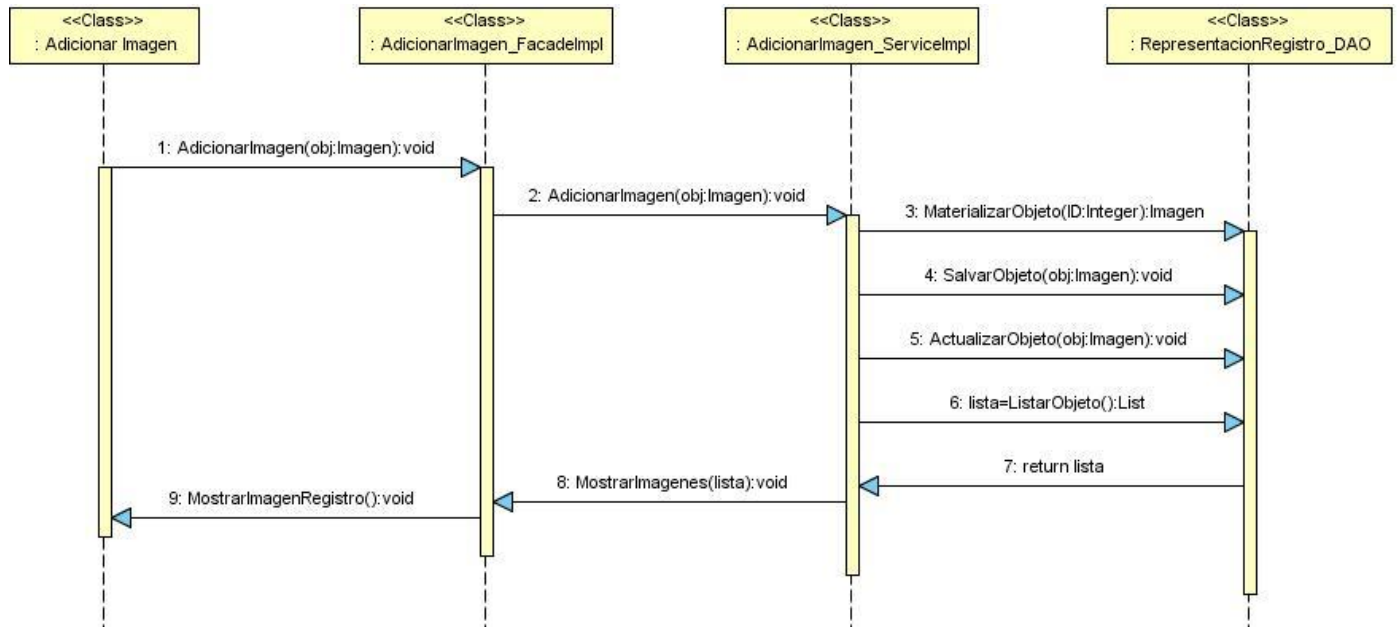 <<Class>>
: Adicionar Imagen
<<Class>>
: AdicionarImagen_FacadeImpl
<<Class>>
: AdicionarImagen_ServiceImpl
<<Class>>
: RepresentacionRegistro_DAO
1: AdicionarImagen(obj:Imagen):void
2: AdicionarImagen(obj:Imagen):void
3: MaterializarObjeto(ID:Integer):Imagen
4: SalvarObjeto(obj:Imagen):void
5: ActualizarObjeto(obj:Imagen):void
6: lista=ListarObjeto():List
7: return lista
8: MostrarImagenes(lista):void
9: MostrarImagenRegistro():void